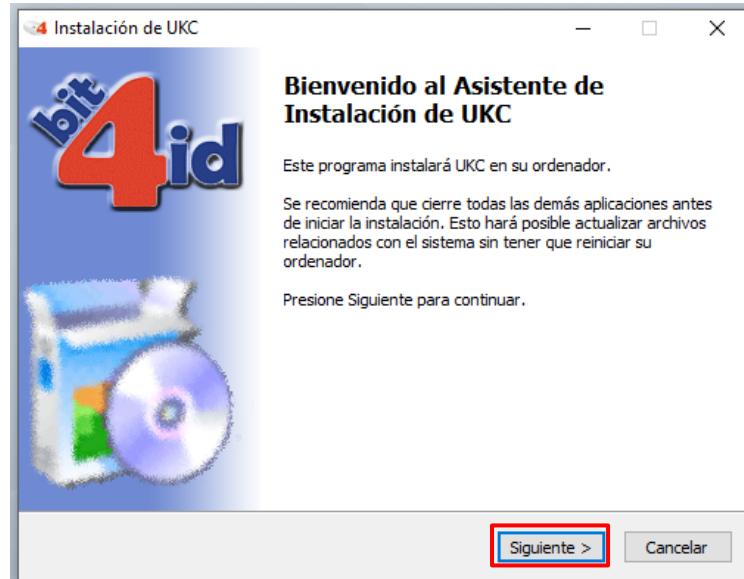 4 Instalación de UKC
bit
4
id
Bienvenido al Asistente de
Instalación de UKC
Este programa instalará UKC en su ordenador.
Se recomienda que cierre todas las demás aplicaciones antes
de iniciar la instalación. Esto hará posible actualizar archivos
relacionados con el sistema sin tener que reiniciar su
ordenador.
Presione Siguiente para continuar.
Siguiente >
Cancelar